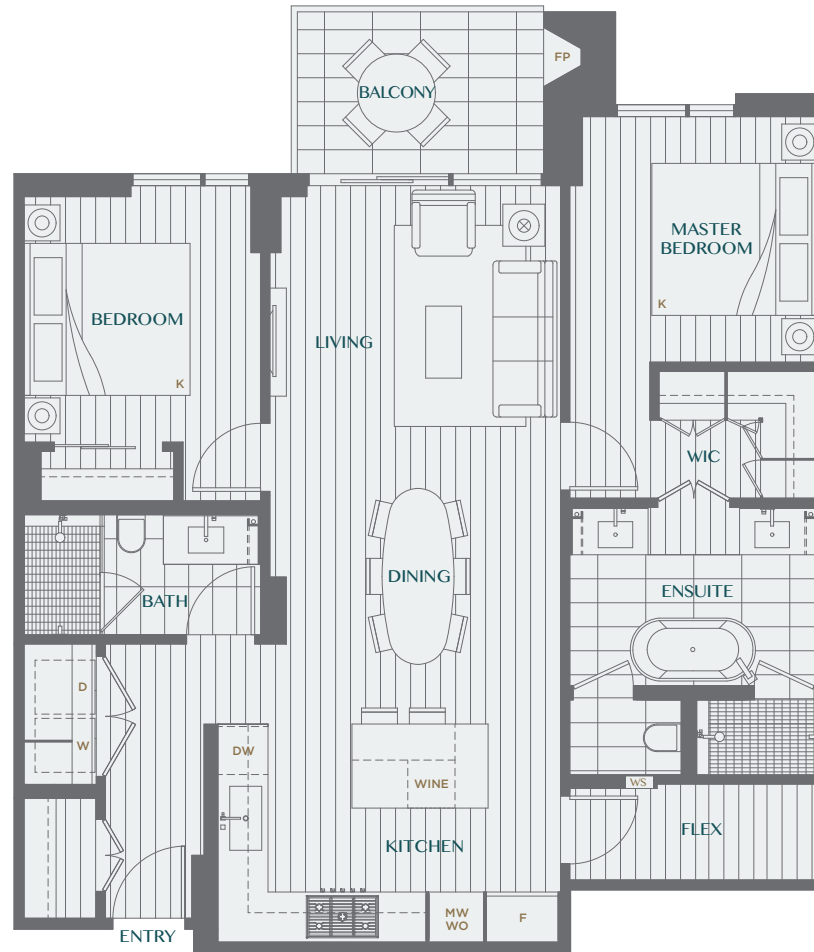 FP
BALCONY
MASTER
BEDROOM
K
BEDROOM
K
LIVING
WIC
DINING
ENSUITE
BATH
D
W
DW
WINE
WS
KITCHEN
FLEX
MW
WO
F
ENTRY